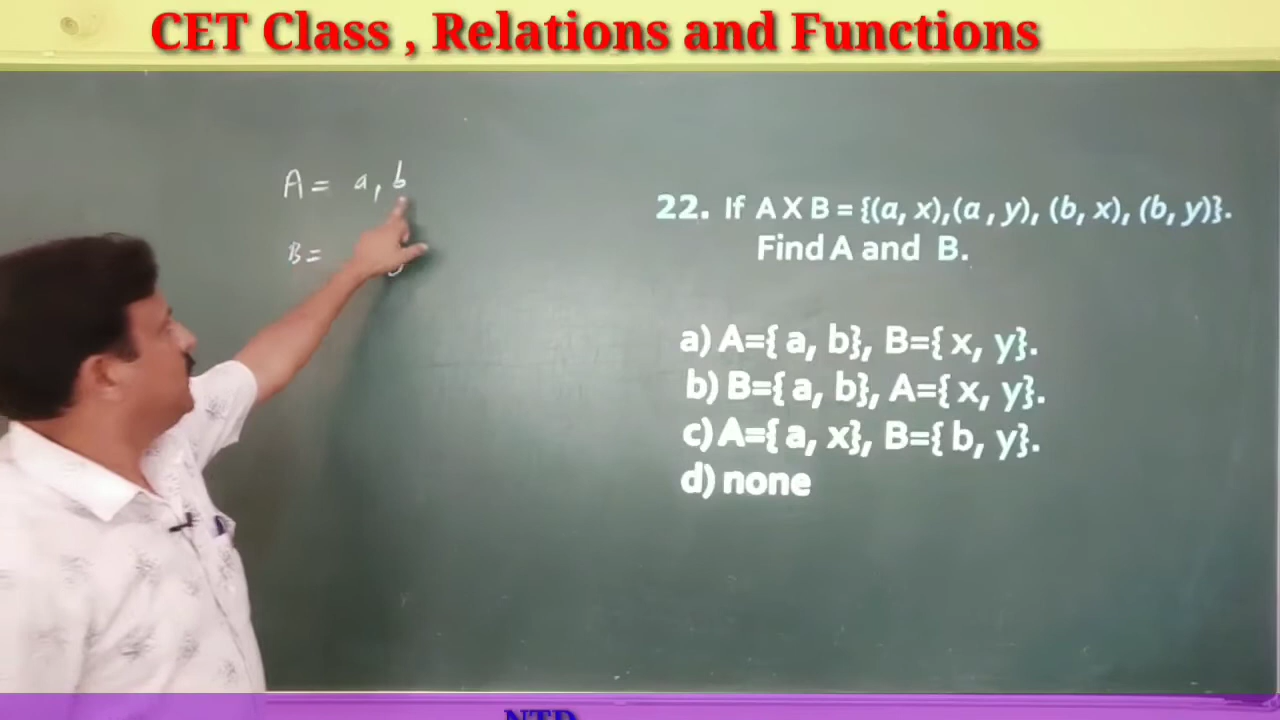 CET Class , Relations and Functions
A = a, b
B =
22. If A X B = {(a, x),(a , y), (b, x), (b, y)}.
Find A and B.
a) A={ a, b}, B={ x, y}.
b) B={ a, b}, A={ x, y}.
c) A={ a, x}, B={ b, y}.
d) none